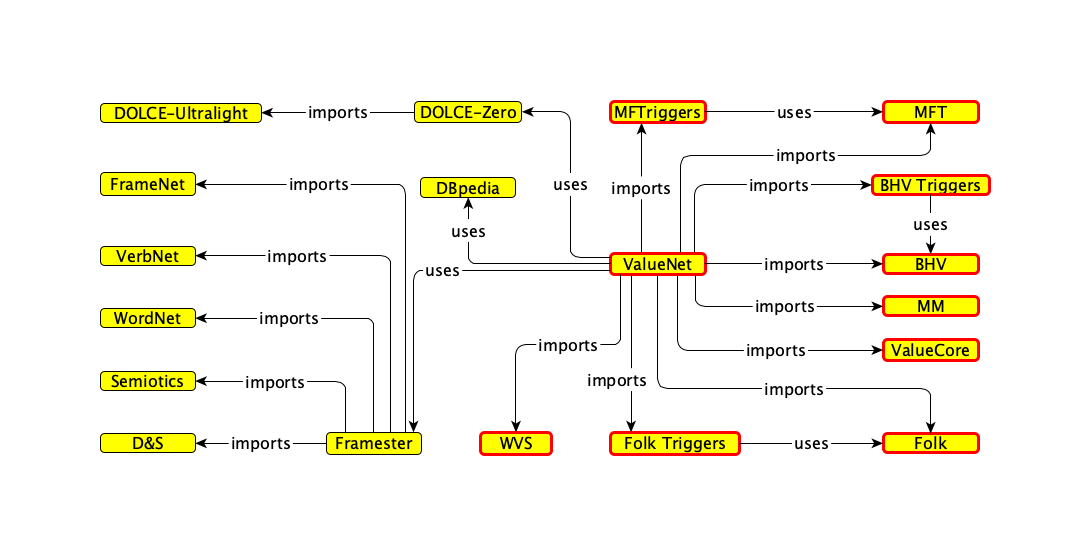 DOLCE-Ultralight
imports
DOLCE-Zero
MFTriggers
uses
MFT
imports
FrameNet
imports
DBpedia
uses
imports
imports
BHV Triggers
uses
uses
VerbNet
imports
uses
ValueNet
imports
BHV
WordNet
imports
imports
MM
imports
imports
ValueCore
Semiotics
imports
imports
imports
D&S
imports
Framester
WVS
Folk Triggers
uses
Folk